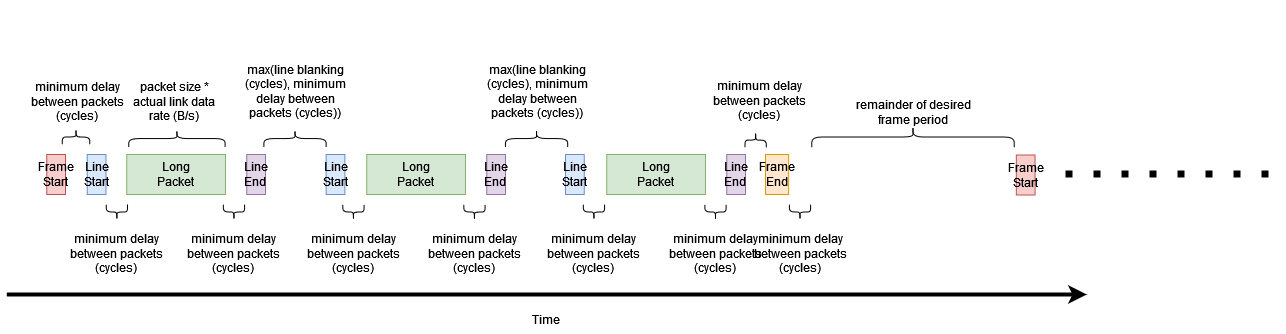 minimum delay
between packets
(cycles)
packet size *
actual link data
rate (B/s)
max(line blanking
(cycles), minimum
delay between
packets (cycles))
max(line blanking
(cycles), minimum
delay between
packets (cycles))
minimum delay
between packets
(cycles)
remainder of desired
frame period
Frame
Start
Line
Start
Long
Packet
Line
End
Line
Start
Long
Packet
Line
End
Line
Start
Long
Packet
Line
End
Frame
End
Frame
Start
minimum delay
between packets
(cycles)
minimum delay
between packets
(cycles)
minimum delay
between packets
(cycles)
minimum delay
between packets
(cycles)
minimum delay
between packets
(cycles)
minimum delay
between packets
(cycles)
minimum delay
between packets
(cycles)
Time